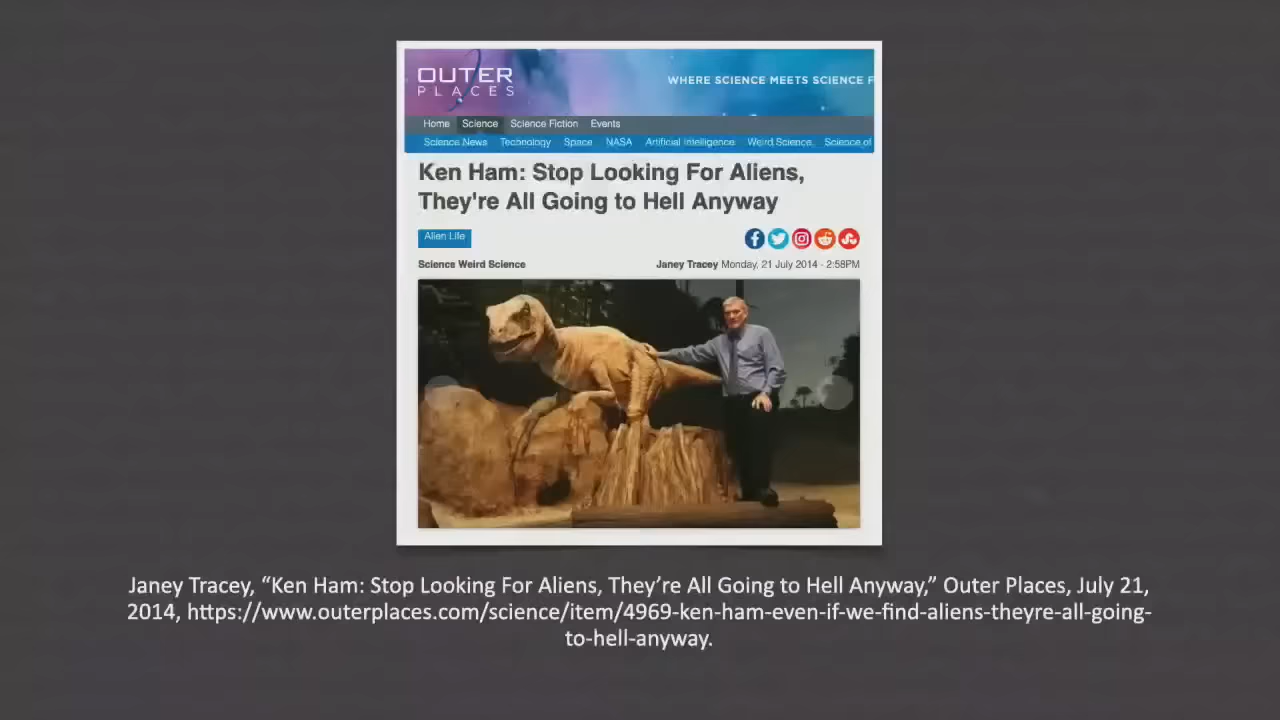 OUTER
PLACES
WHERE SCIENCE MEETS SCIENCE F
Home Science Science Fiction Events
Science News Technology Space NASA Artificial Intelligence Weird Science Science of
Ken Ham: Stop Looking For Aliens,
They're All Going to Hell Anyway
Alien Life
Science Weird Science Janey Tracey Monday, 21 July 2014 - 2:58PM
Janey Tracey, “Ken Ham: Stop Looking For Aliens, They’re All Going to Hell Anyway,” Outer Places, July 21,
2014, https://www.outerplaces.com/science/item/4969-ken-ham-even-if-we-find-aliens-theyre-all-going-
to-hell-anyway.